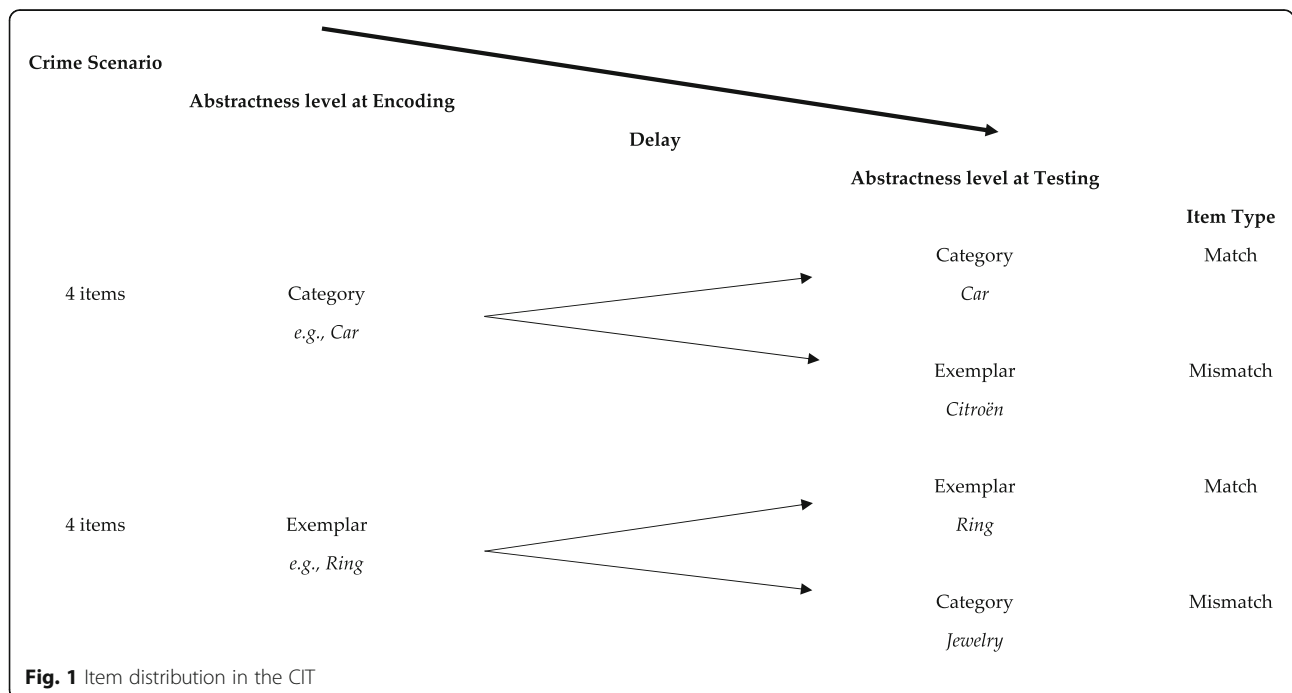 Crime Scenario
Abstractness level at Encoding
Delay
Abstractness level at Testing
Item Type
Category
Match
4 items
Category
Car
e.g., Car
Exemplar
Mismatch
Citroën
Exemplar
Match
4 items
Exemplar
Ring
e.g., Ring
Category
Mismatch
Jewelry
Fig. 1 Item distribution in the CIT